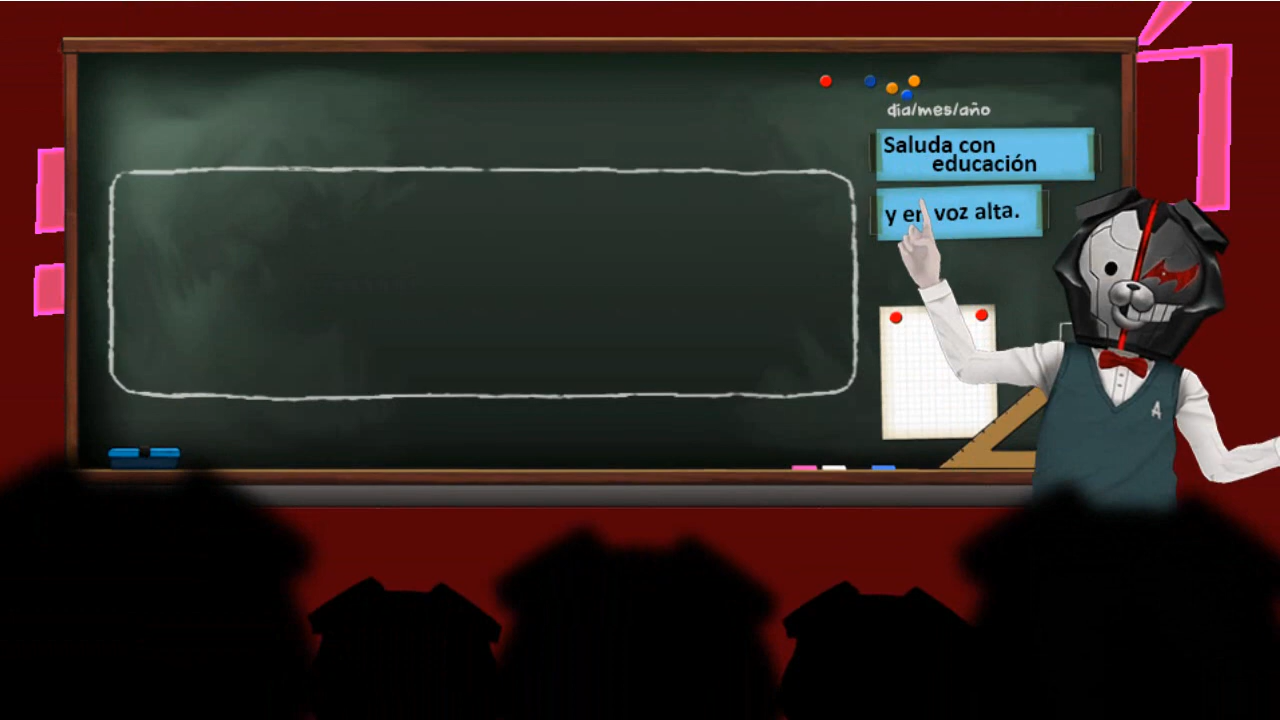 día/mes/año
Saluda con
educación
y en voz alta.
A